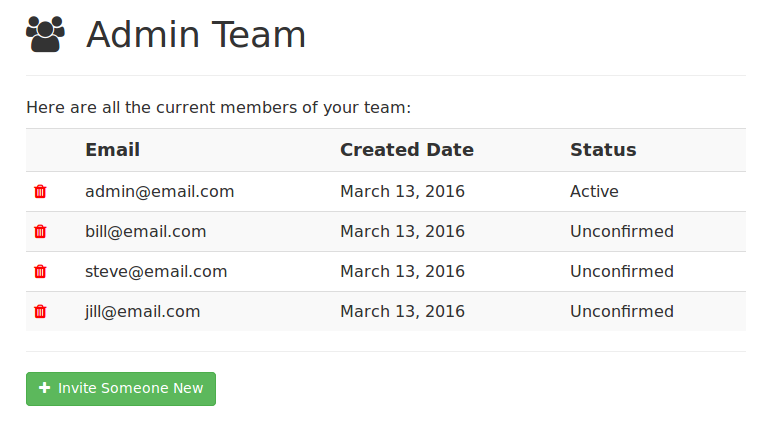 Admin Team
Here are all the current members of your team:
Email Created Date Status
admin@email.com March 13, 2016 Active
bill@email.com March 13, 2016 Unconfirmed
steve@email.com March 13, 2016 Unconfirmed
jill@email.com March 13, 2016 Unconfirmed
Invite Someone New